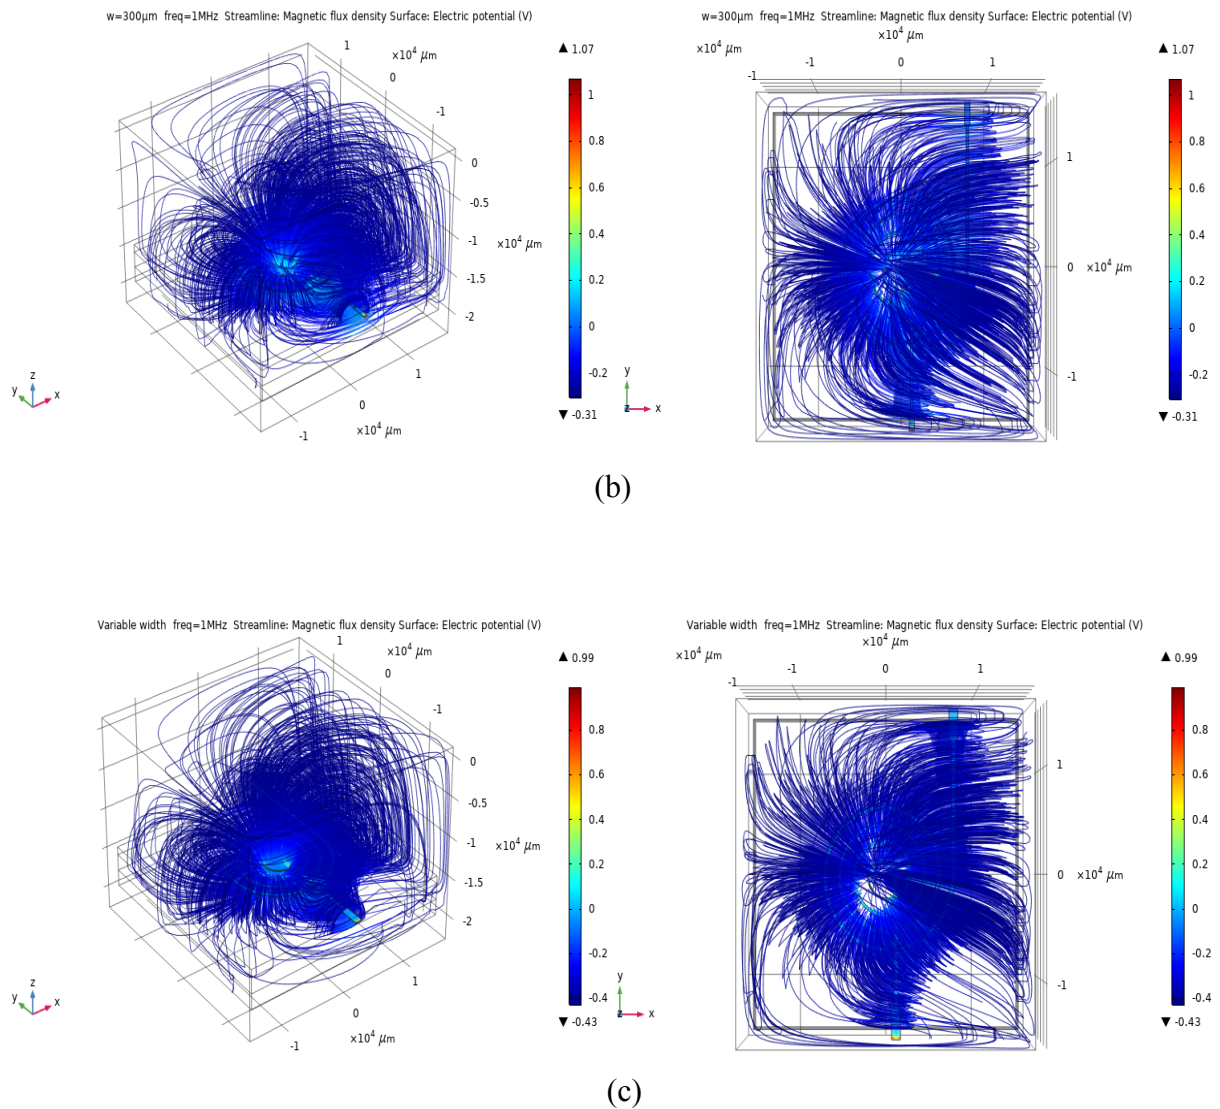 w=300µm freq=1MHz Streamline: Magnetic flux density Surface: Electric potential (V)
1
×10⁴ µm
0
-1
0
-0.5
-1
×10⁴ µm
-1.5
-2
1
0
×10⁴ µm
-1
z
y
x
▲ 1.07
1
0.8
0.6
0.4
0.2
0
-0.2
▼ -0.31
w=300µm freq=1MHz Streamline: Magnetic flux density Surface: Electric potential (V)
×10⁴ µm
×10⁴ µm
-1
-1
0
1
1
0
×10⁴ µm
-1
y
z
x
▲ 1.07
1
0.8
0.6
0.4
0.2
0
-0.2
▼ -0.31
(b)
Variable width freq=1MHz Streamline: Magnetic flux density Surface: Electric potential (V)
1
×10⁴ µm
0
-1
0
-0.5
-1
×10⁴ µm
-1.5
-2
1
0
×10⁴ µm
-1
z
y
x
▲ 0.99
0.8
0.6
0.4
0.2
0
-0.2
-0.4
▼ -0.43
Variable width freq=1MHz Streamline: Magnetic flux density Surface: Electric potential (V)
×10⁴ µm
×10⁴ µm
-1
-1
0
1
1
0
×10⁴ µm
-1
y
z
x
▲ 0.99
0.8
0.6
0.4
0.2
0
-0.2
-0.4
▼ -0.43
(c)